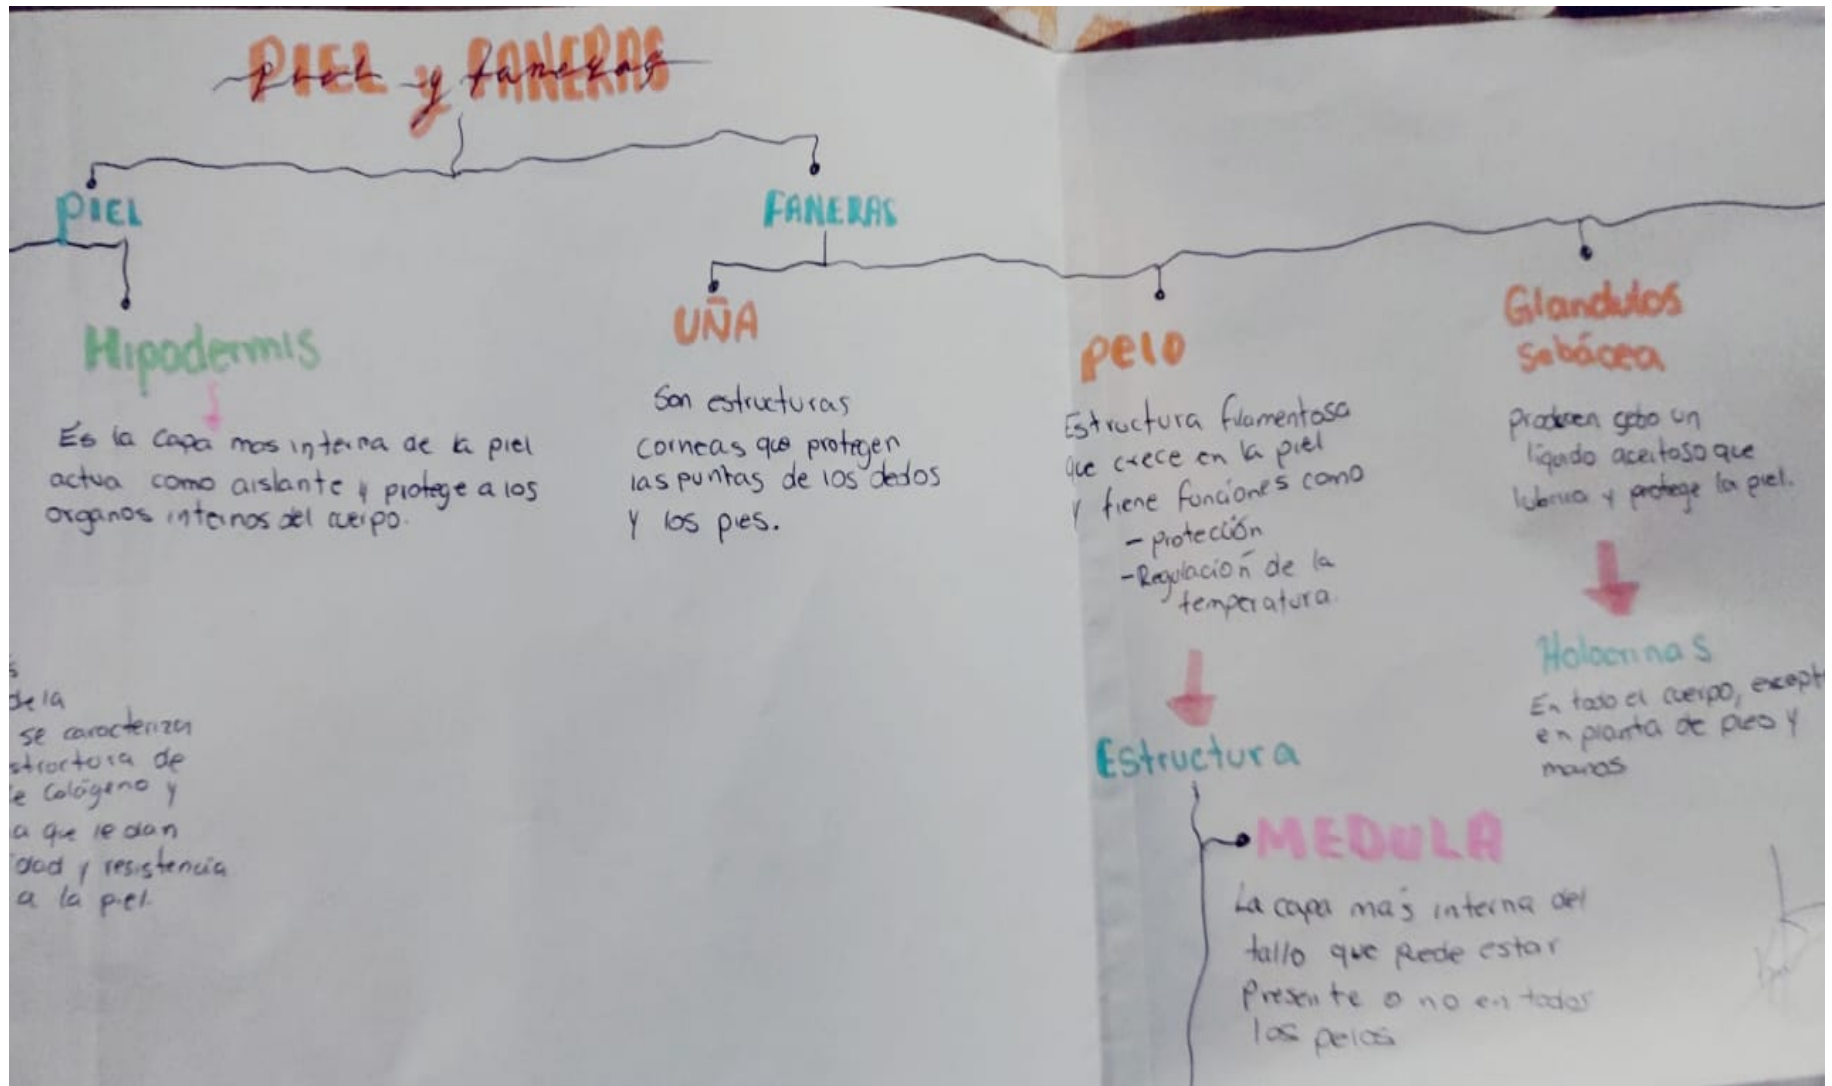 PIEL y FANERAS
PIEL
Hipodermis
Es la capa mas interna de la piel
actua como aislante y protege a los
organos internos del cuerpo.
de la
se caracteriza
structura de
e Colágeno y
a que le dan
dad y resistencia
a la piel.
FANERAS
UÑA
Son estructuras
corneas que protegen
las puntas de los dedos
y los pies.
PELO
Estructura filamentosa
que crece en la piel
y tiene funciones como
- protección
- Regulación de la
temperatura.
Estructura
MEDULA
La capa más interna del
tallo que puede estar
Presente o no en todos
los pelos
Glandulas
Sebácea
producen sebo un
líquido aceitoso que
lubrica y protege la piel.
Holocrinas
En todo el cuerpo, except
en planta de pies y
manos